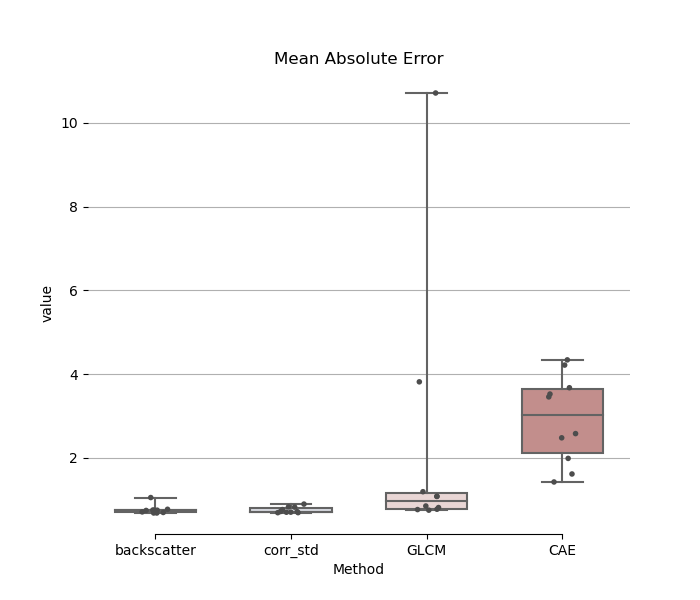 Mean Absolute Error
10
8
6
4
2
value
backscatter corr_std GLCM CAE
Method